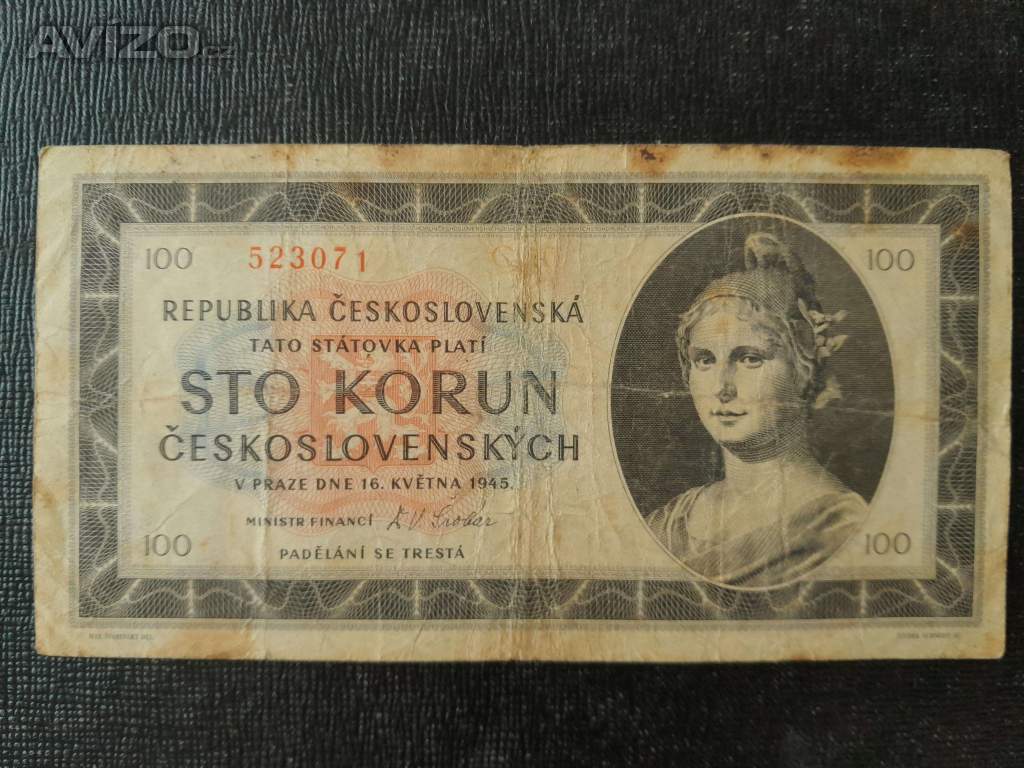 AVÍZO.cz
100 523071 100
REPUBLIKA ČESKOSLOVENSKÁ
TATO STÁTOVKA PLATÍ
STO KORUN
ČESKOSLOVENSKÝCH
V PRAZE DNE 16. KVĚTNA 1945.
MINISTR FINANCÍ
100 100
PADĚLÁNÍ SE TRESTÁ